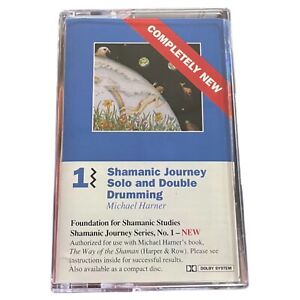 COMPLETELY NEW
1
Shamanic Journey
Solo and Double
Drumming
Michael Harner
Foundation for Shamanic Studies
Shamanic Journey Series, No. 1 – NEW
Authorized for use with Michael Harner's book,
The Way of the Shaman (Harper & Row). Please see
instructions inside for successful results.
Also available as a compact disc.
DOLBY SYSTEM